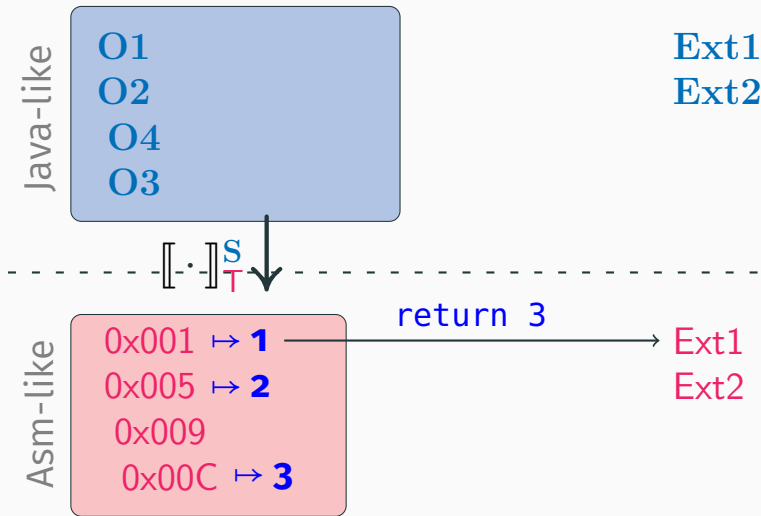 Java-like
O1
O2
O4
O3
Ext1
Ext2
⟦·⟧ S T
Asm-like
0x001 ↦ 1
0x005 ↦ 2
0x009
0x00C ↦ 3
return 3
Ext1
Ext2